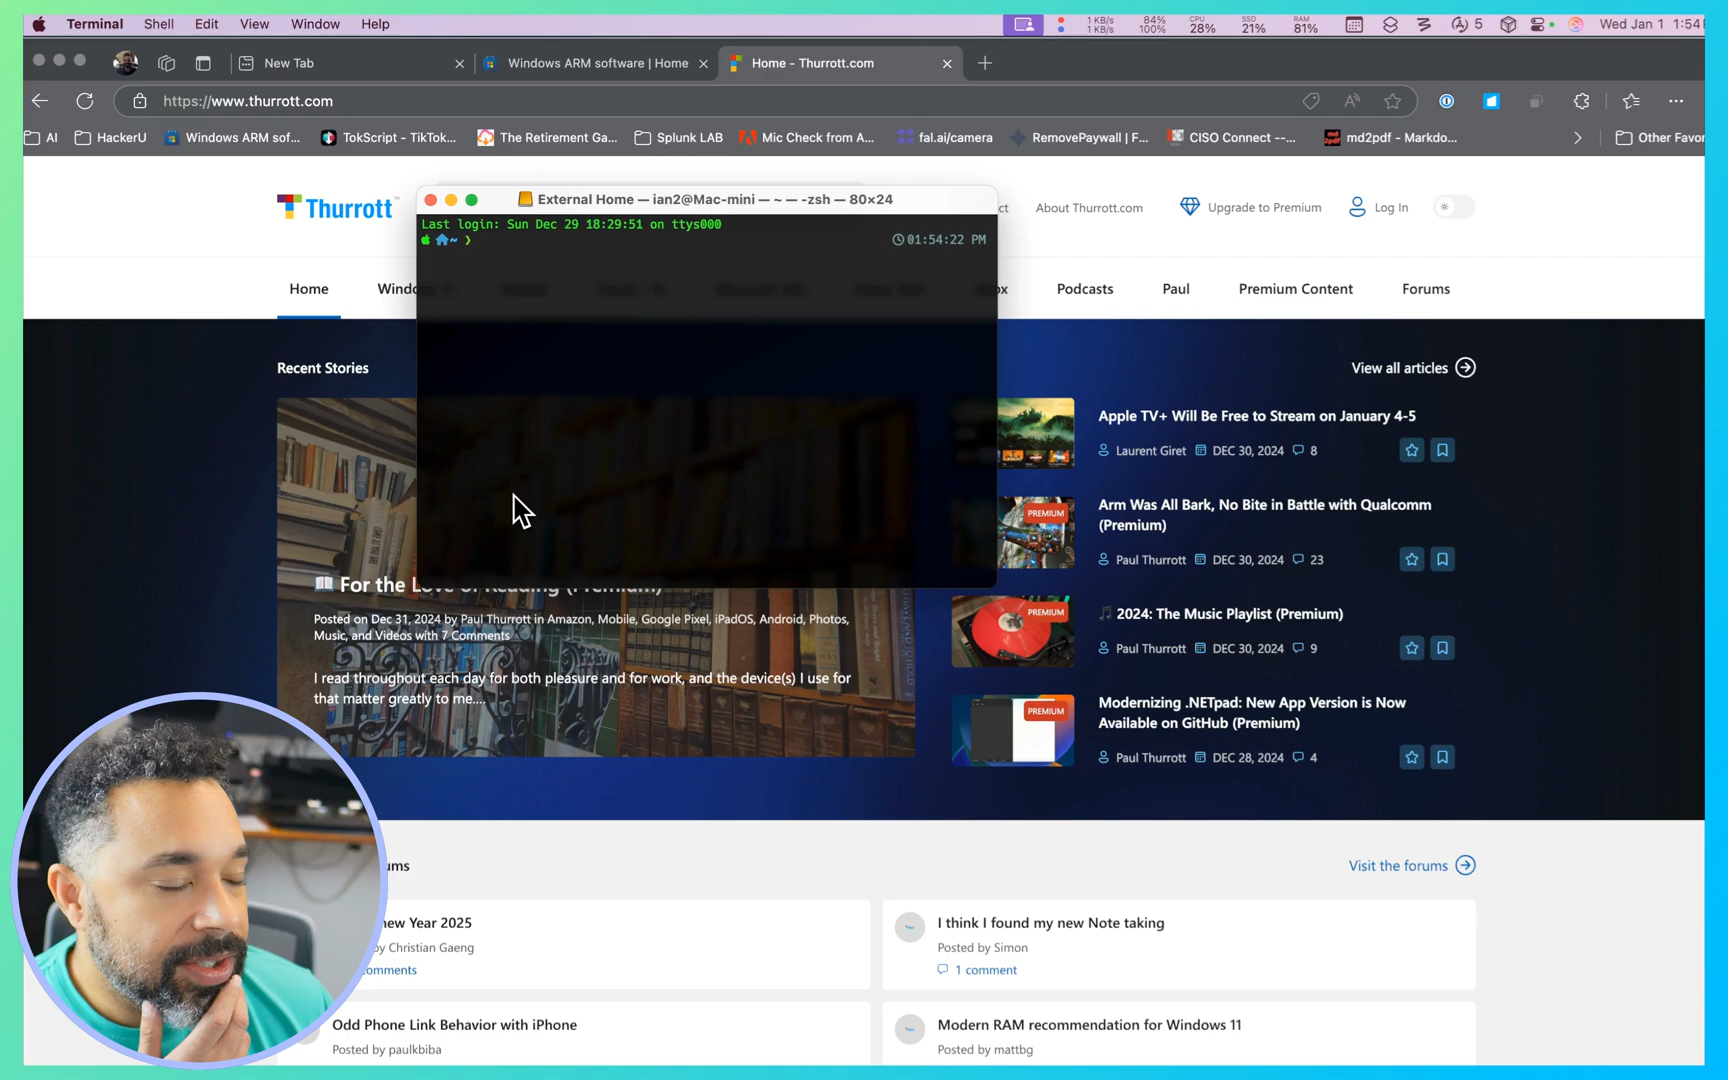 Terminal Shell Edit View Window Help
1 KB/s 1 KB/s 84% 100% CPU 28% SSD 21% RAM 81% 5 Wed Jan 1 1:54
New Tab
Windows ARM software | Home
Home - Thurrott.com
https://www.thurrott.com
AI
HackerU
Windows ARM sof...
TokScript - TikTok...
The Retirement Ga...
Splunk LAB
Mic Check from A...
fal.ai/camera
RemovePaywall | F...
CISO Connect --...
md2pdf - Markdo...
Other Favor
Thurrott
External Home — ian2@Mac-mini — ~ — -zsh — 80×24
Last login: Sun Dec 29 18:29:51 on ttys000
~ ❯ 01:54:22 PM
About Thurrott.com
Upgrade to Premium
Log In
Home
Podcasts
Paul
Premium Content
Forums
Recent Stories
View all articles
For the Love of Reading (Premium)
Posted on Dec 31, 2024 by Paul Thurrott in Amazon, Mobile, Google Pixel, iPadOS, Android, Photos,
Music, and Videos with 7 Comments
I read throughout each day for both pleasure and for work, and the device(s) I use for
that matter greatly to me....
Apple TV+ Will Be Free to Stream on January 4-5
Laurent Giret DEC 30, 2024 8
PREMIUM
Arm Was All Bark, No Bite in Battle with Qualcomm
(Premium)
Paul Thurrott DEC 30, 2024 23
PREMIUM
2024: The Music Playlist (Premium)
Paul Thurrott DEC 30, 2024 9
PREMIUM
Modernizing .NETpad: New App Version is Now
Available on GitHub (Premium)
Paul Thurrott DEC 28, 2024 4
Visit the forums
new Year 2025
by Christian Gaeng
omments
I think I found my new Note taking
Posted by Simon
1 comment
Odd Phone Link Behavior with iPhone
Posted by paulkbiba
Modern RAM recommendation for Windows 11
Posted by mattbg